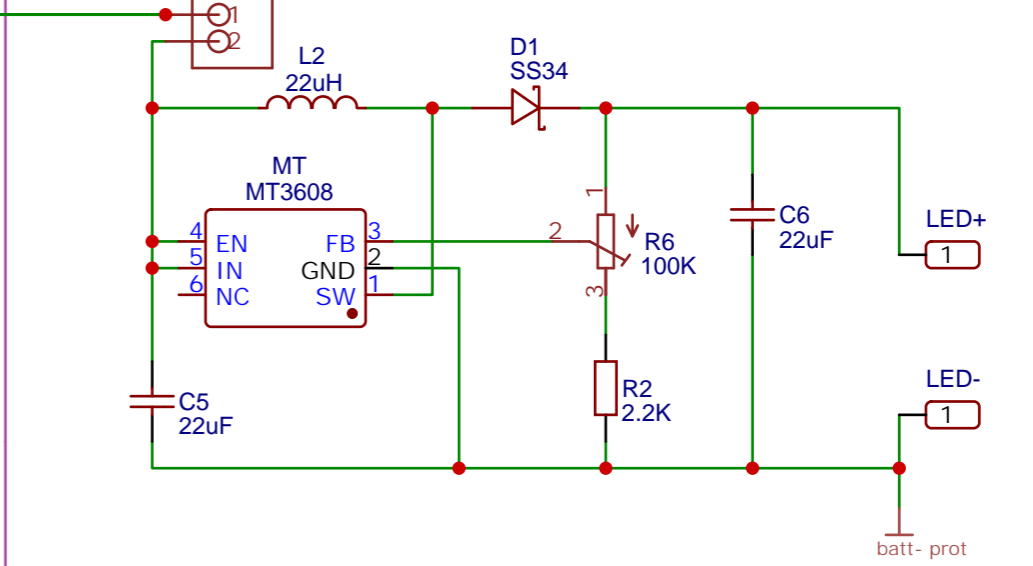 1
2
L2
22uH
D1
SS34
MT
MT3608
4 EN FB 3
5 IN GND 2
6 NC SW 1
1
2
3
R6
100K
C6
22uF
LED+
1
C5
22uF
R2
2.2K
LED-
1
batt- prot